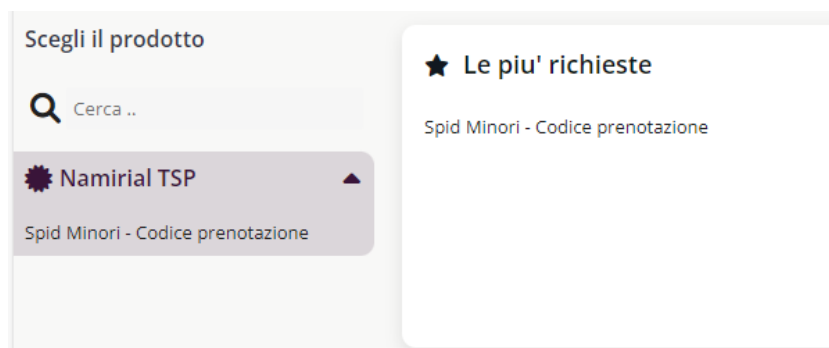 Scegli il prodotto
Cerca ..
Namirial TSP
Spid Minori - Codice prenotazione
Le piu' richieste
Spid Minori - Codice prenotazione